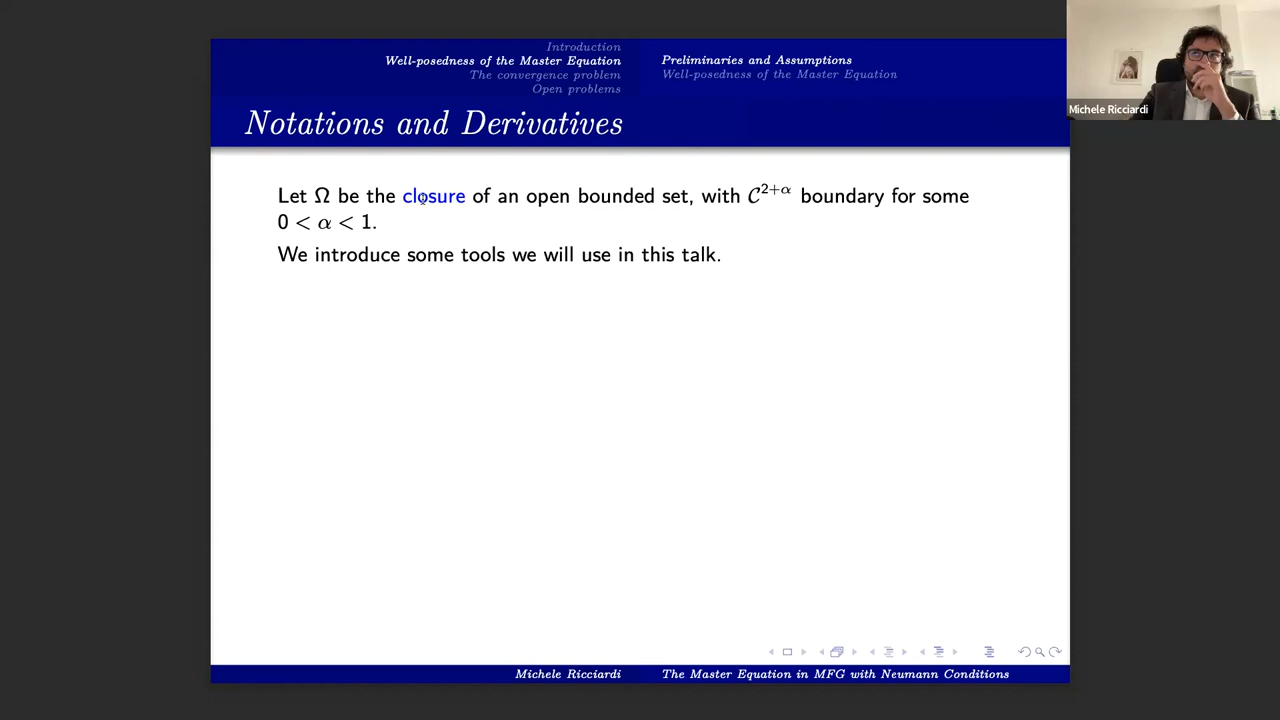 Introduction
Well-posedness of the Master Equation
The convergence problem
Open problems
Preliminaries and Assumptions
Well-posedness of the Master Equation
Michele Ricciardi
Notations and Derivatives
Let Ω be the closure of an open bounded set, with 𝒞²⁺ᵅ boundary for some
0 < α < 1.
We introduce some tools we will use in this talk.
Michele Ricciardi
The Master Equation in MFG with Neumann Conditions